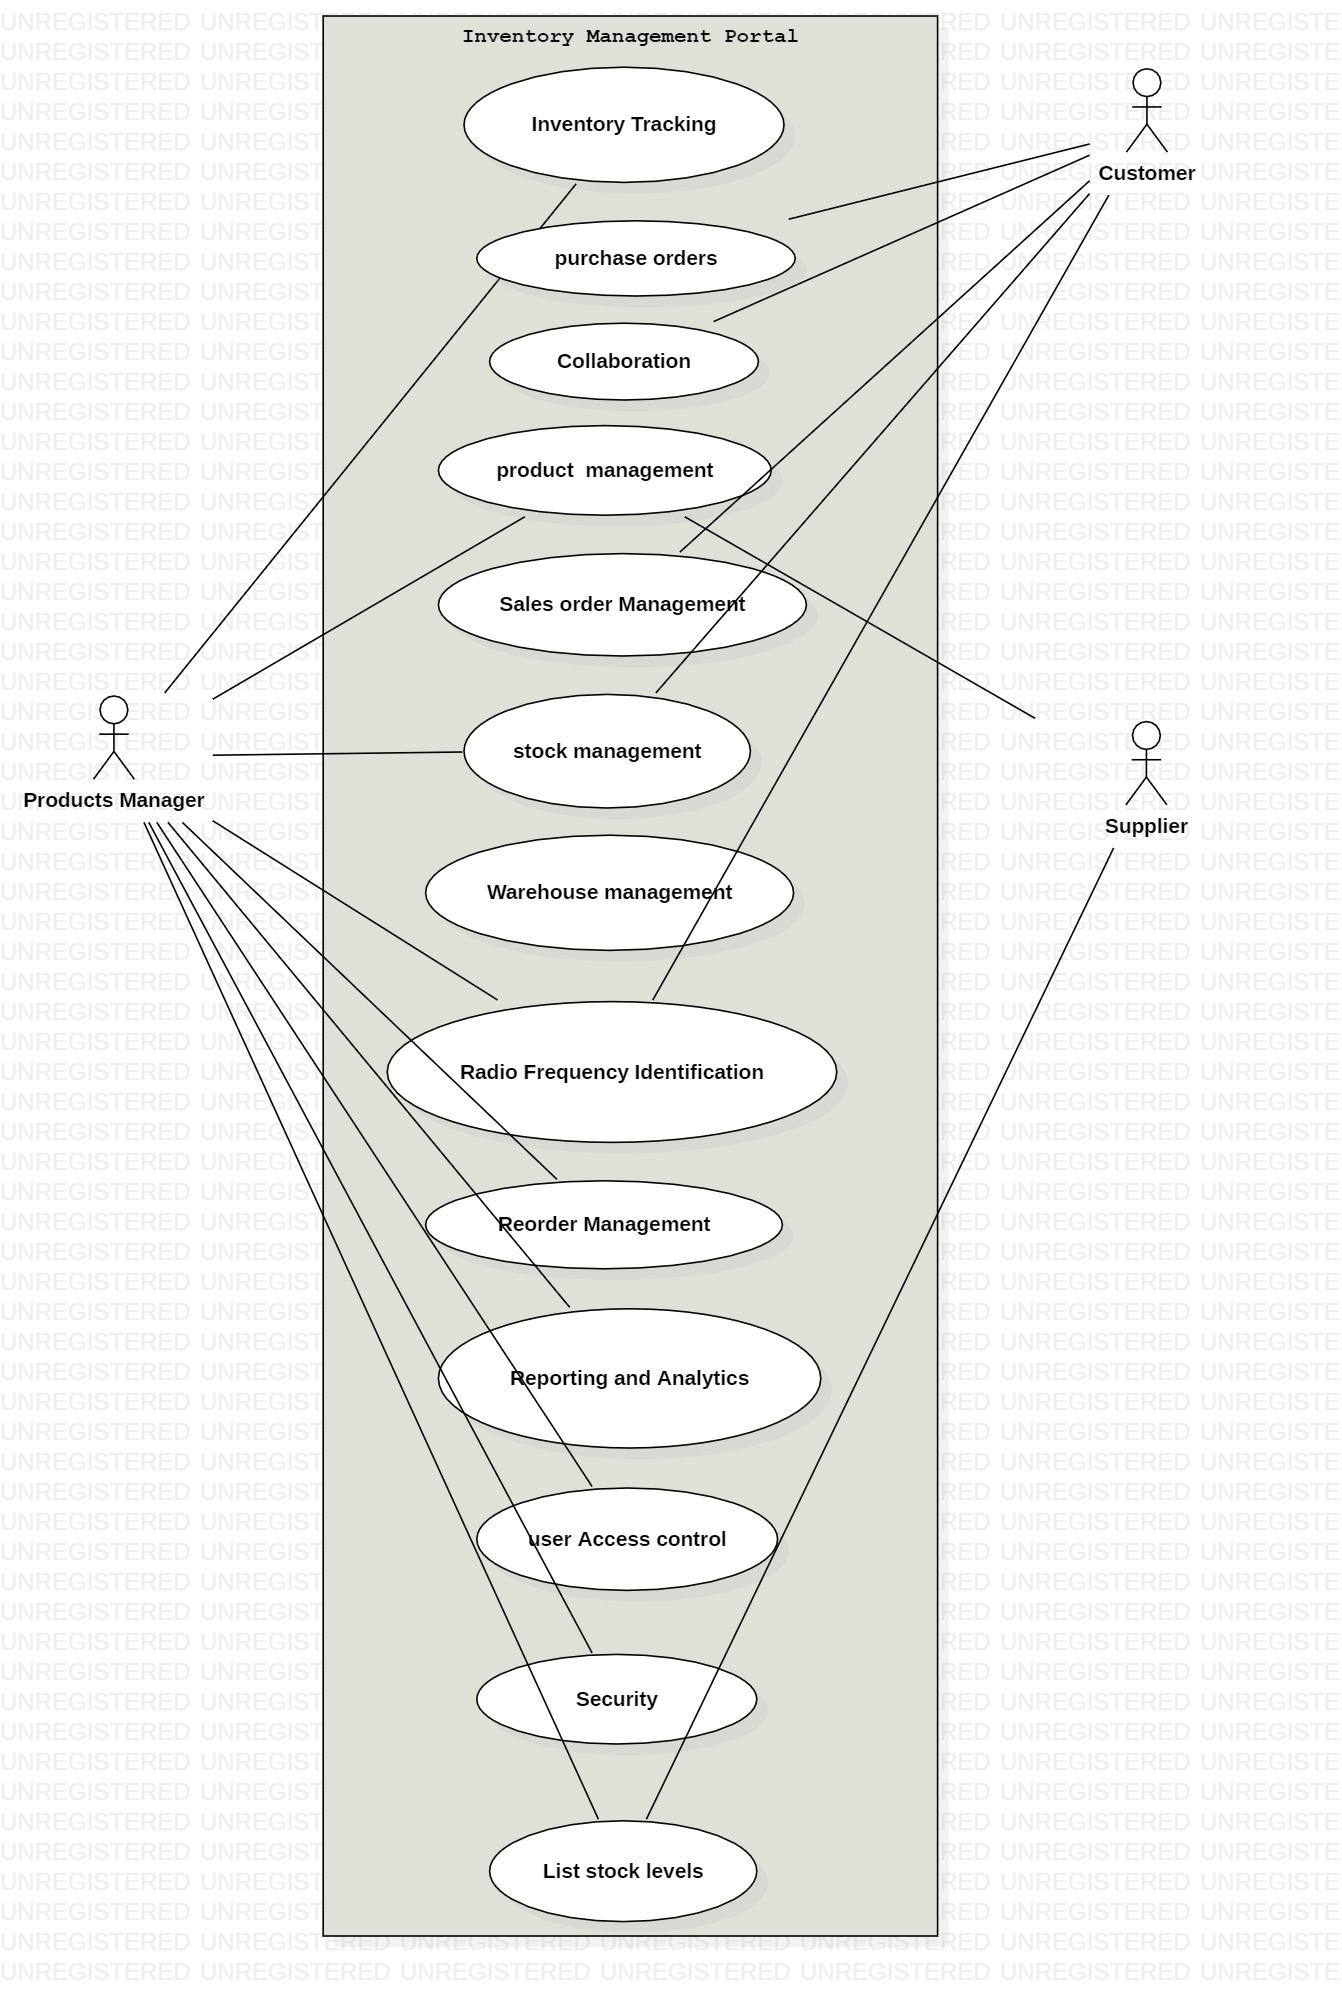 Inventory Management Portal
Inventory Tracking
Customer
purchase orders
Collaboration
product  management
Sales order Management
stock management
Products Manager
Supplier
Warehouse management
Radio Frequency Identification
Reorder Management
Reporting and Analytics
user Access control
Security
List stock levels
UNREGISTERED UNREGISTERED UNREGISTERED UNREGISTERED UNREGISTERED UNREGISTERED UNREGISTE